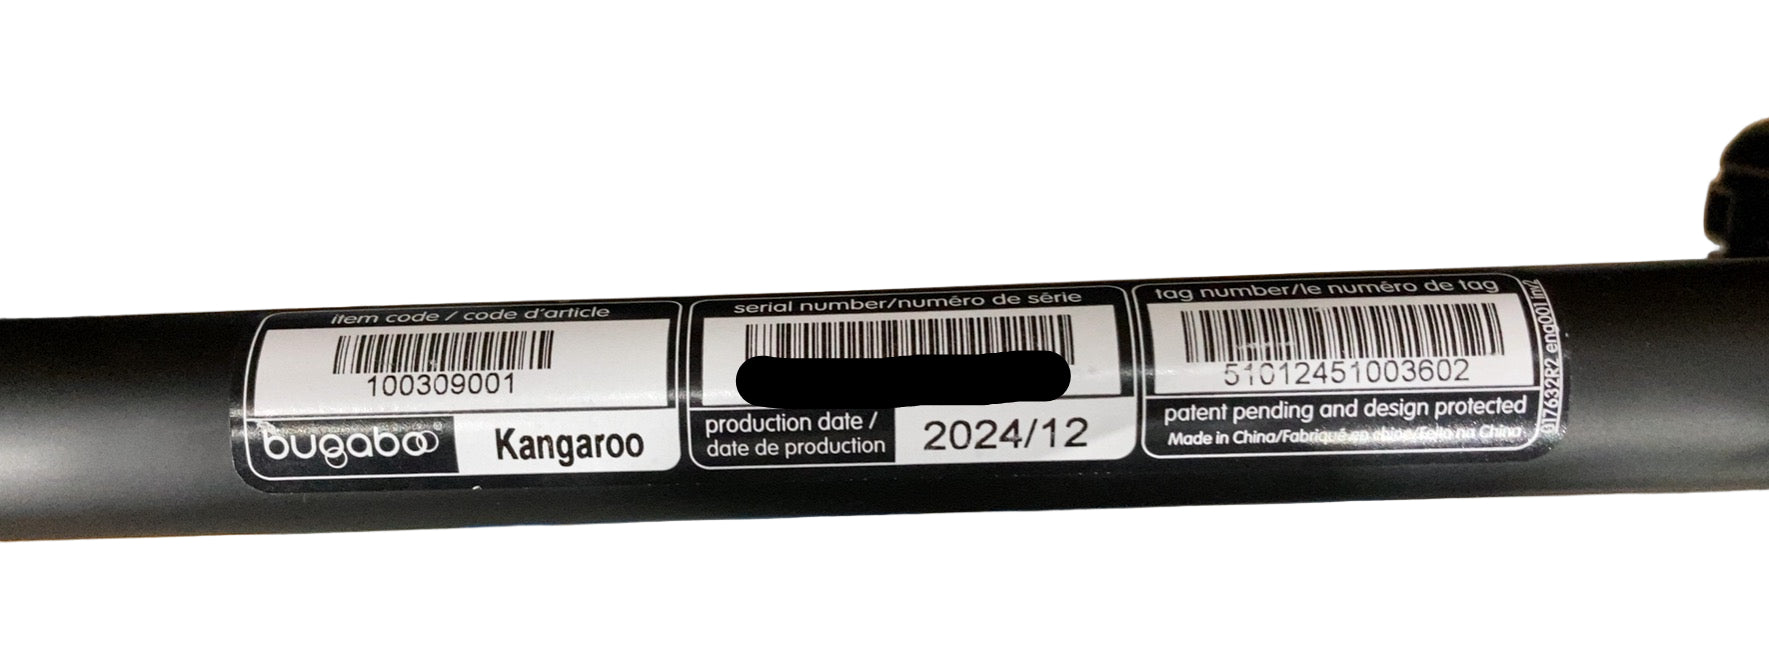 item code / code d'article
100309001
bugaboo®
Kangaroo
serial number/numéro de série
production date /
date de production
2024/12
tag number/le numéro de tag
51012451003602
patent pending and design protected
Made in China/Fabriqué en chine/Feito na China